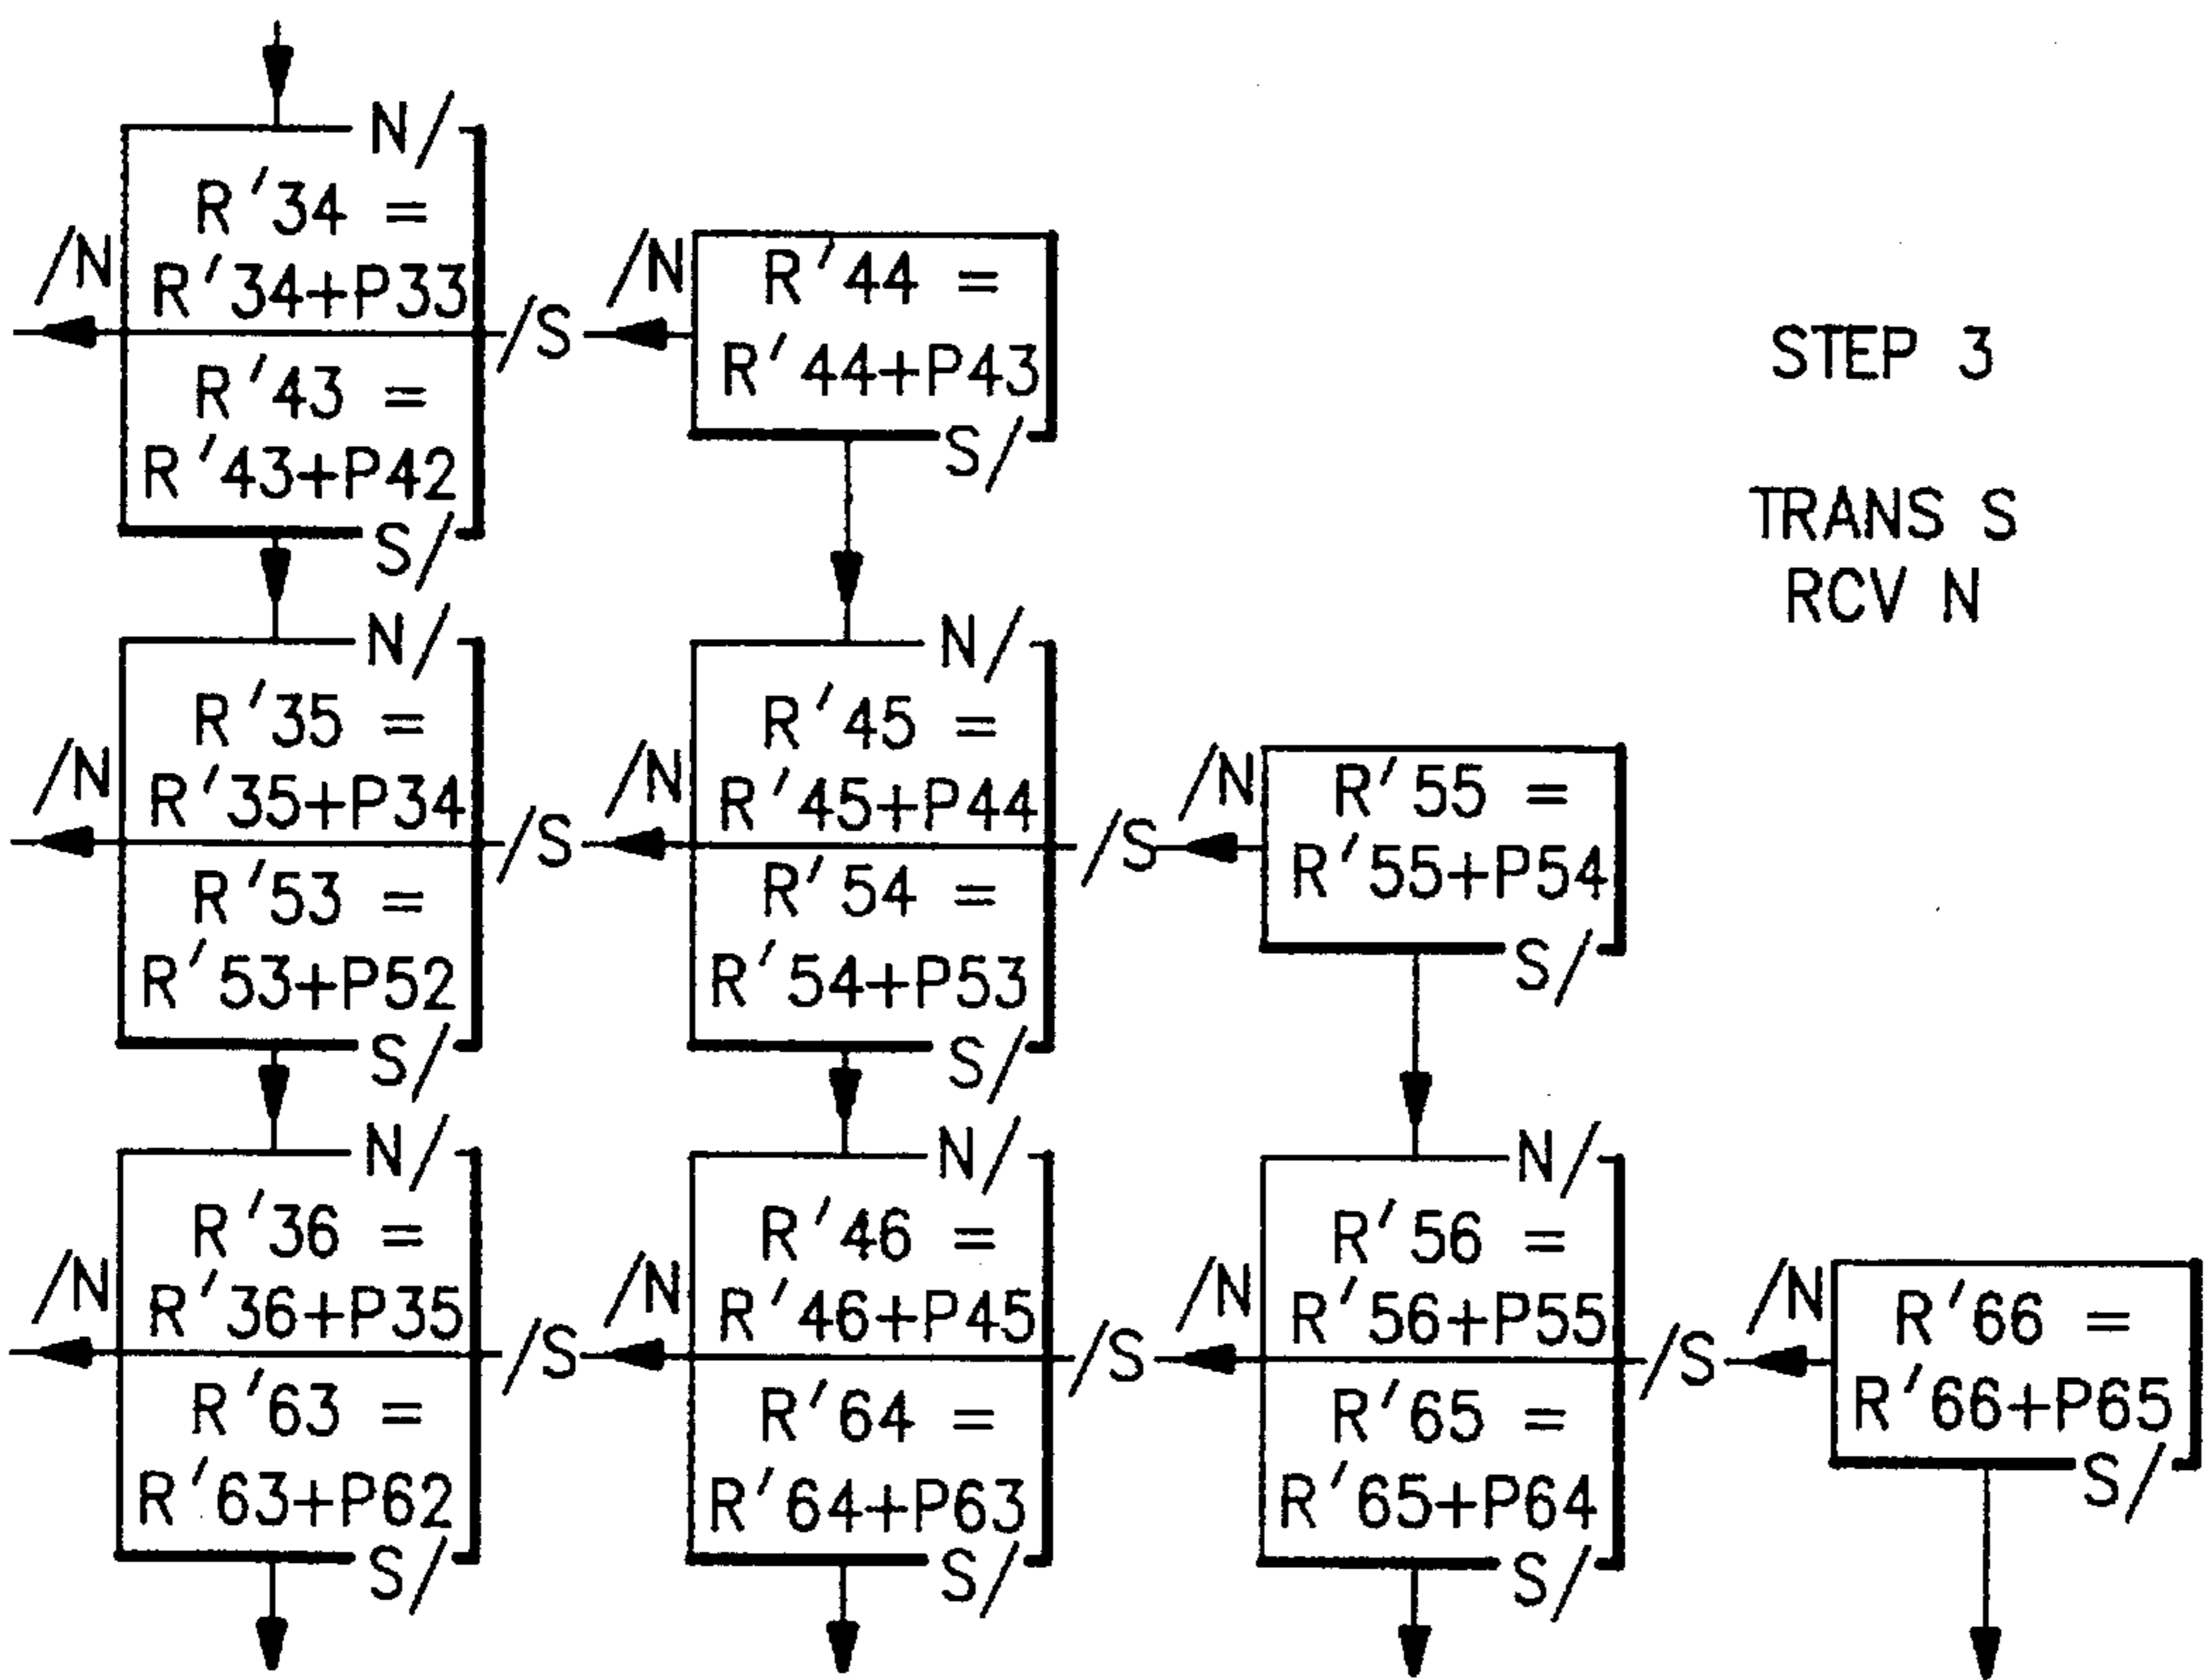 N/
R'34 =
/N R'34+P33
R'43 =
R'43+P42
S/
/S
/N R'44 =
R'44+P43
S/
STEP 3
TRANS S
RCV N
N/
R'35 =
/N R'35+P34
R'53 =
R'53+P52
S/
/S
N/
R'45 =
/N R'45+P44
R'54 =
R'54+P53
S/
/S
/N R'55 =
R'55+P54
S/
N/
R'36 =
/N R'36+P35
R'63 =
R'63+P62
S/
/S
N/
R'46 =
/N R'46+P45
R'64 =
R'64+P63
S/
/S
N/
R'56 =
/N R'56+P55
R'65 =
R'65+P64
S/
/S
/N R'66 =
R'66+P65
S/